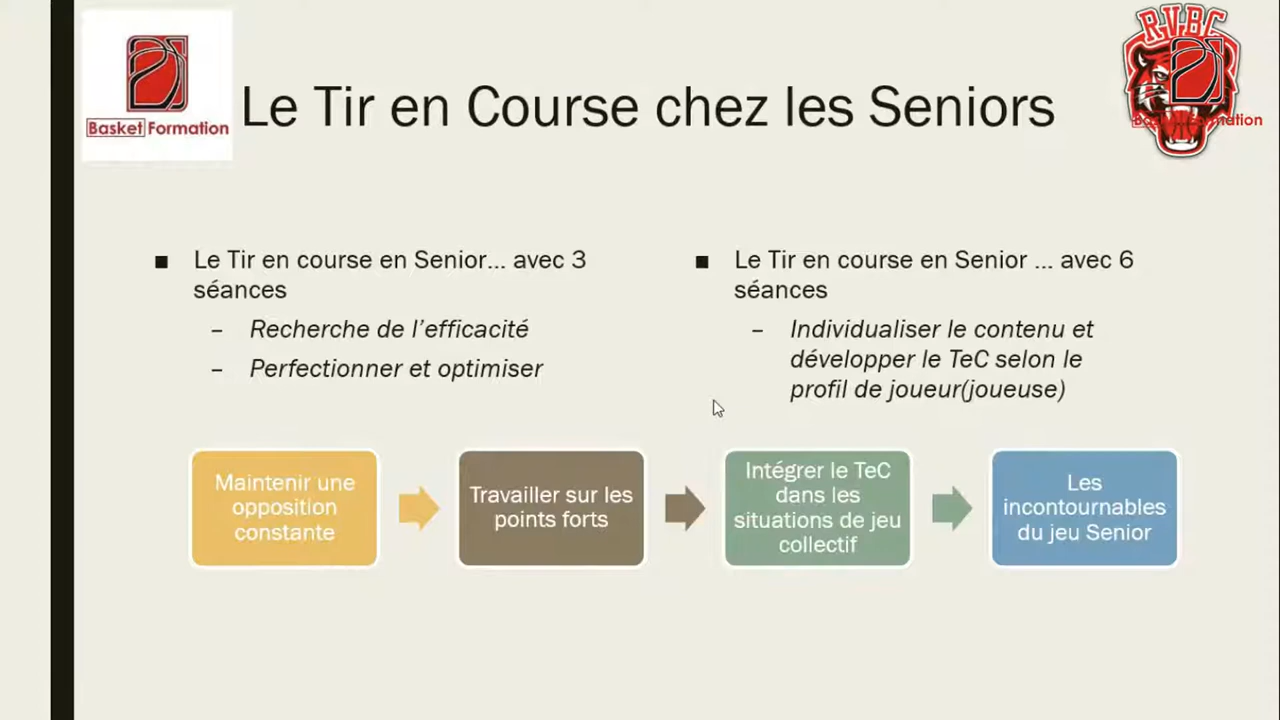 RVBC
Basket Formation
Le Tir en Course chez les Seniors
Basket Formation
■ Le Tir en course en Senior... avec 3
séances
– Recherche de l'efficacité
– Perfectionner et optimiser
■ Le Tir en course en Senior ... avec 6
séances
– Individualiser le contenu et
développer le TeC selon le
profil de joueur(joueuse)
Maintenir une
opposition
constante
Travailler sur les
points forts
Intégrer le TeC
dans les
situations de jeu
collectif
Les
incontournables
du jeu Senior